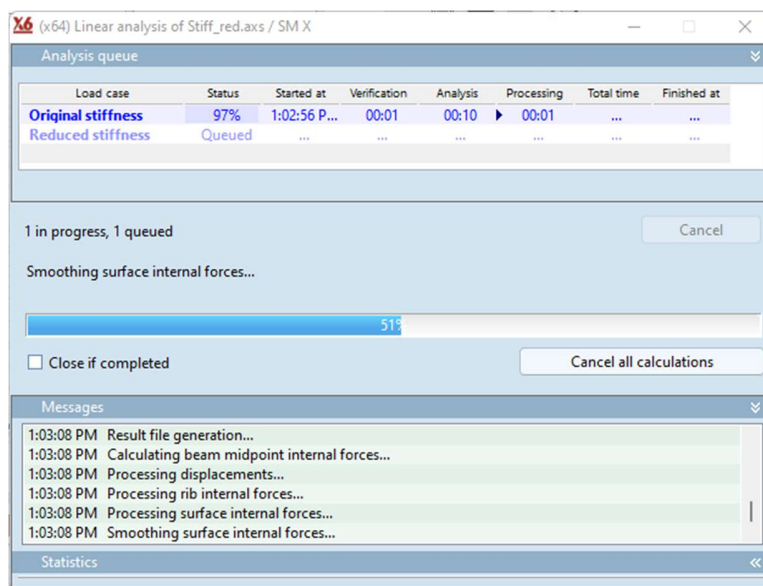 X6 (x64) Linear analysis of Stiff_red.axs / SM X
Analysis queue
Load case Status Started at Verification Analysis Processing Total time Finished at
Original stiffness 97% 1:02:56 P... 00:01 00:10 00:01 ... ...
Reduced stiffness Queued ... ... ... ... ... ...
1 in progress, 1 queued Cancel
Smoothing surface internal forces...
51%
Close if completed Cancel all calculations
Messages
1:03:08 PM Result file generation...
1:03:08 PM Calculating beam midpoint internal forces...
1:03:08 PM Processing displacements...
1:03:08 PM Processing rib internal forces...
1:03:08 PM Processing surface internal forces...
1:03:08 PM Smoothing surface internal forces...
Statistics